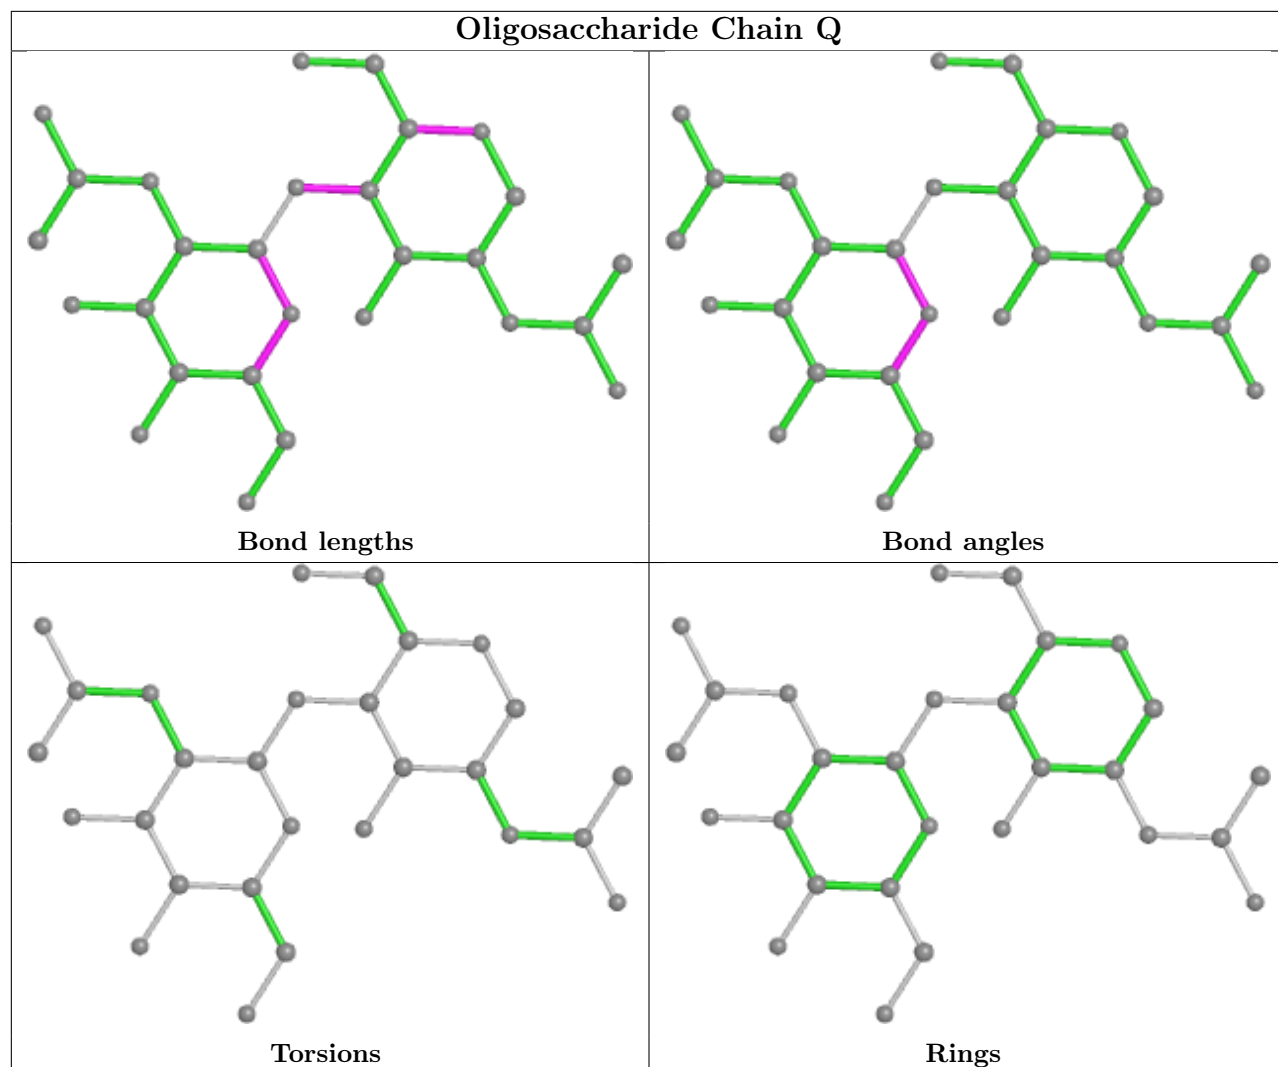 Oligosaccharide Chain Q
Bond lengths
Bond angles
Torsions
Rings